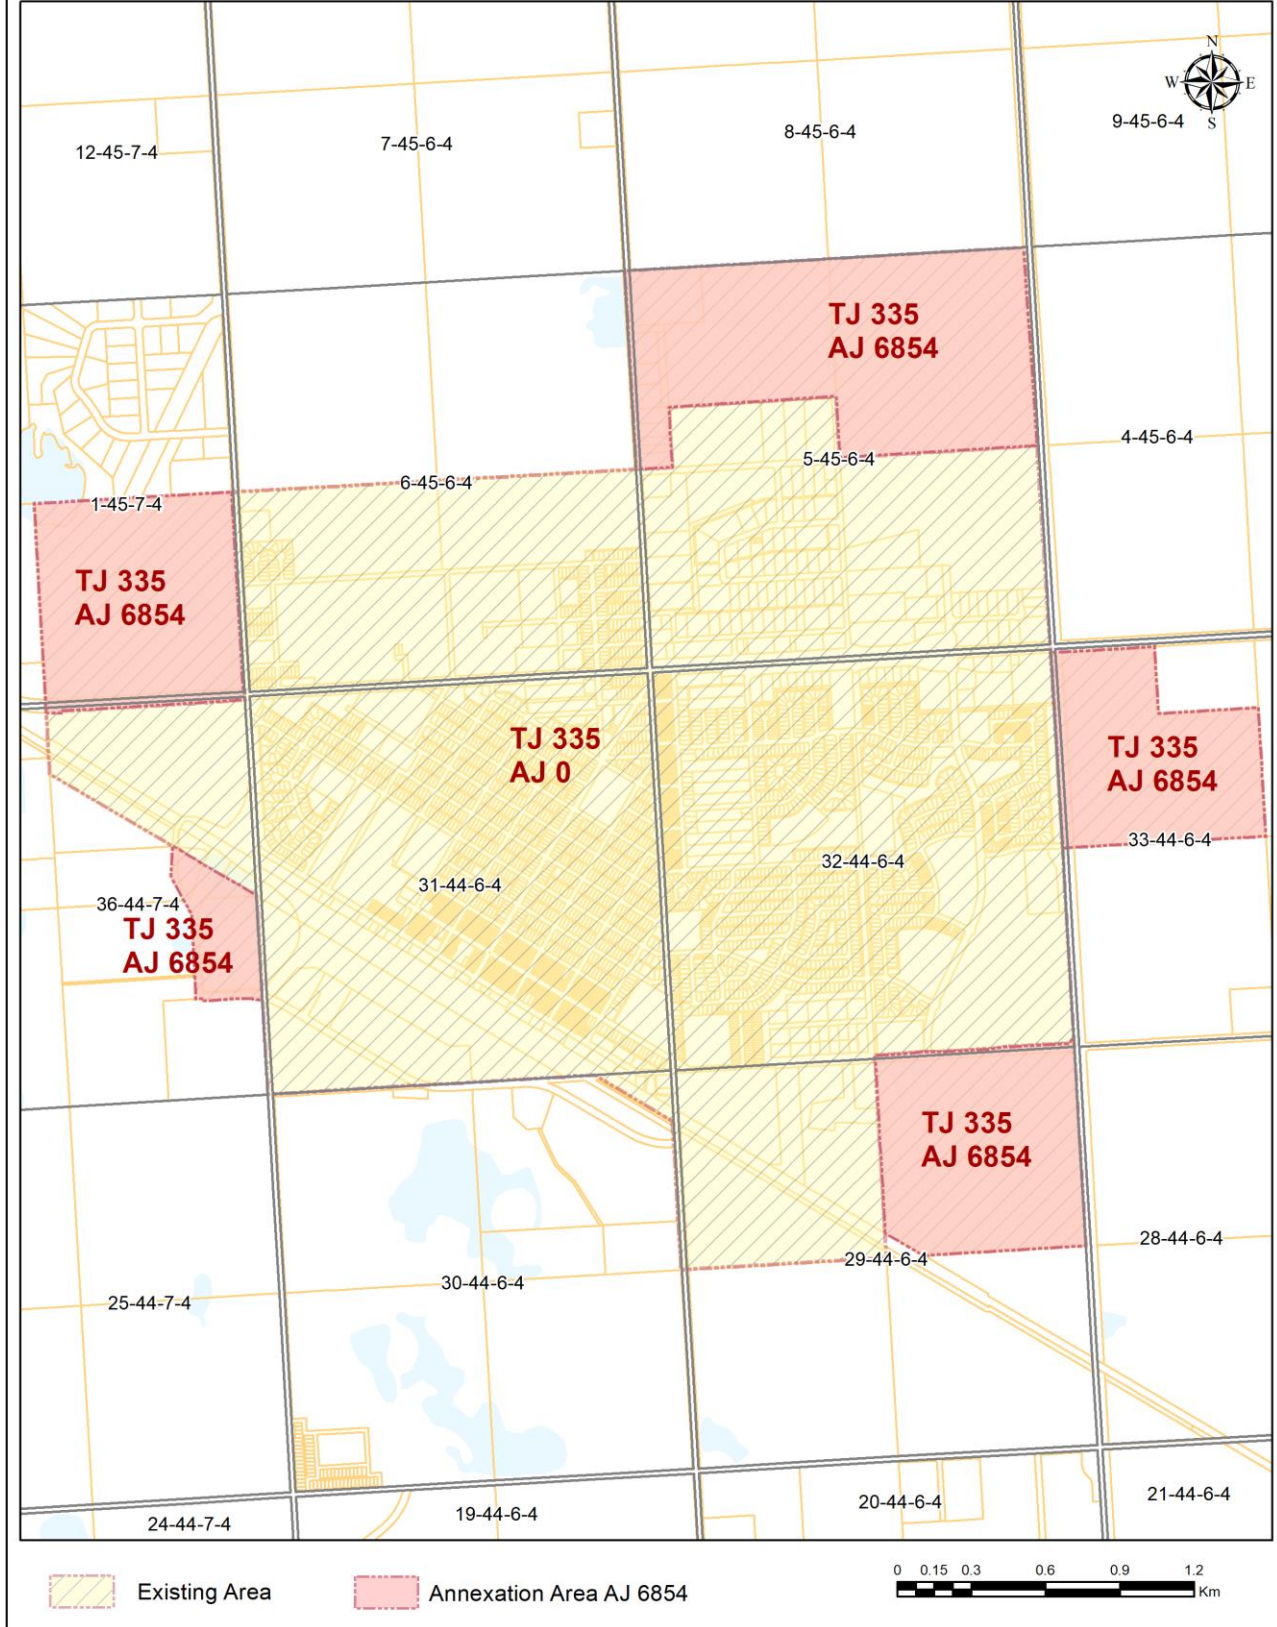 N
W E
S
12-45-7-4
7-45-6-4
8-45-6-4
9-45-6-4
TJ 335
AJ 6854
4-45-6-4
5-45-6-4
6-45-6-4
1-45-7-4
TJ 335
AJ 6854
TJ 335
AJ 0
TJ 335
AJ 6854
33-44-6-4
32-44-6-4
31-44-6-4
36-44-7-4
TJ 335
AJ 6854
TJ 335
AJ 6854
28-44-6-4
29-44-6-4
30-44-6-4
25-44-7-4
24-44-7-4
19-44-6-4
20-44-6-4
21-44-6-4
Existing Area
Annexation Area AJ 6854
0 0.15 0.3 0.6 0.9 1.2
Km